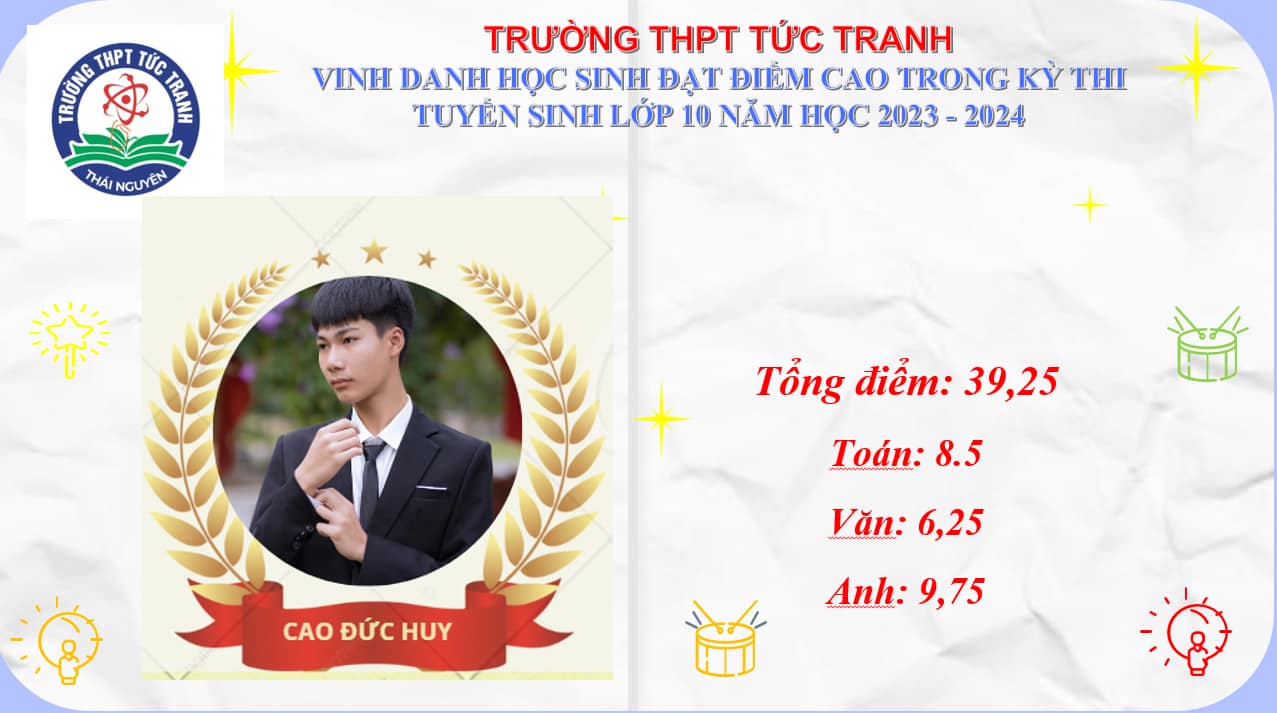 TRƯỜNG THPT TỨC TRANH
VINH DANH HỌC SINH ĐẠT ĐIỂM CAO TRONG KỲ THI
TUYỂN SINH LỚP 10 NĂM HỌC 2023 - 2024
TRƯỜNG THPT TỨC TRANH
THÁI NGUYÊN
Tổng điểm: 39,25
Toán: 8.5
Văn: 6,25
Anh: 9,75
CAO ĐỨC HUY